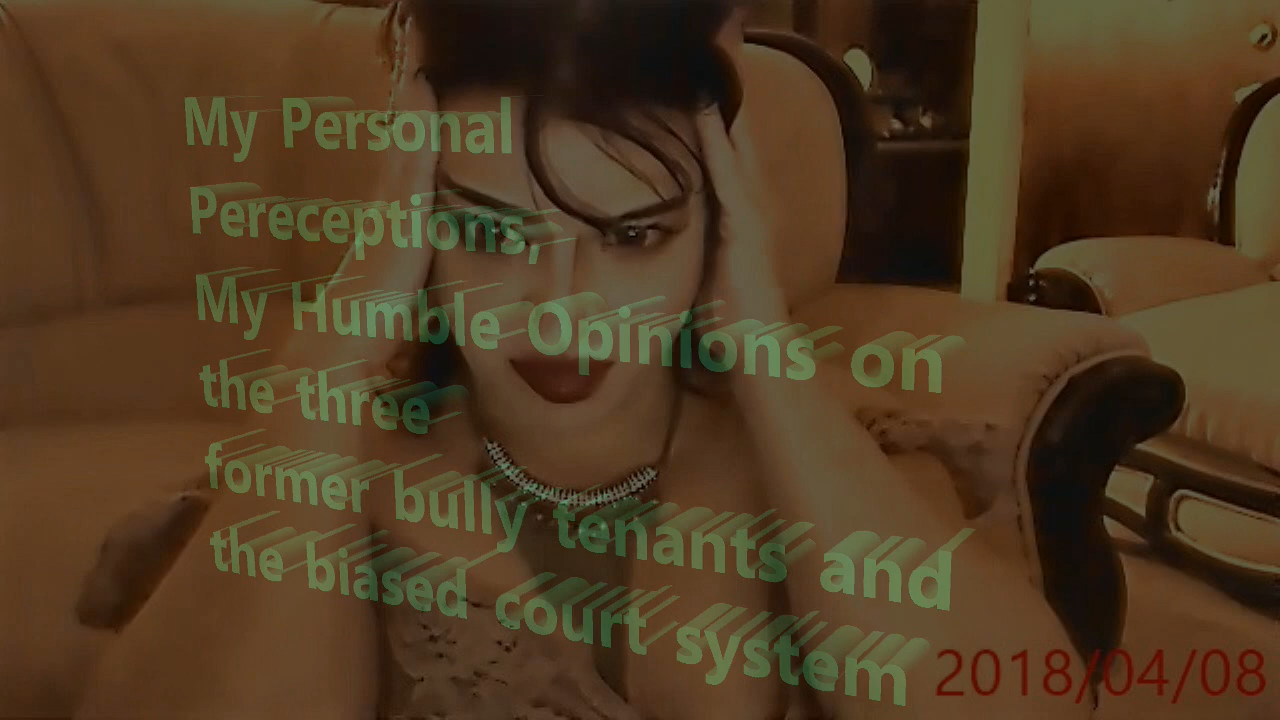 My Personal
Pereceptions,
My Humble Opinions on
the three
former bully tenants and
the biased court system
2018/04/08